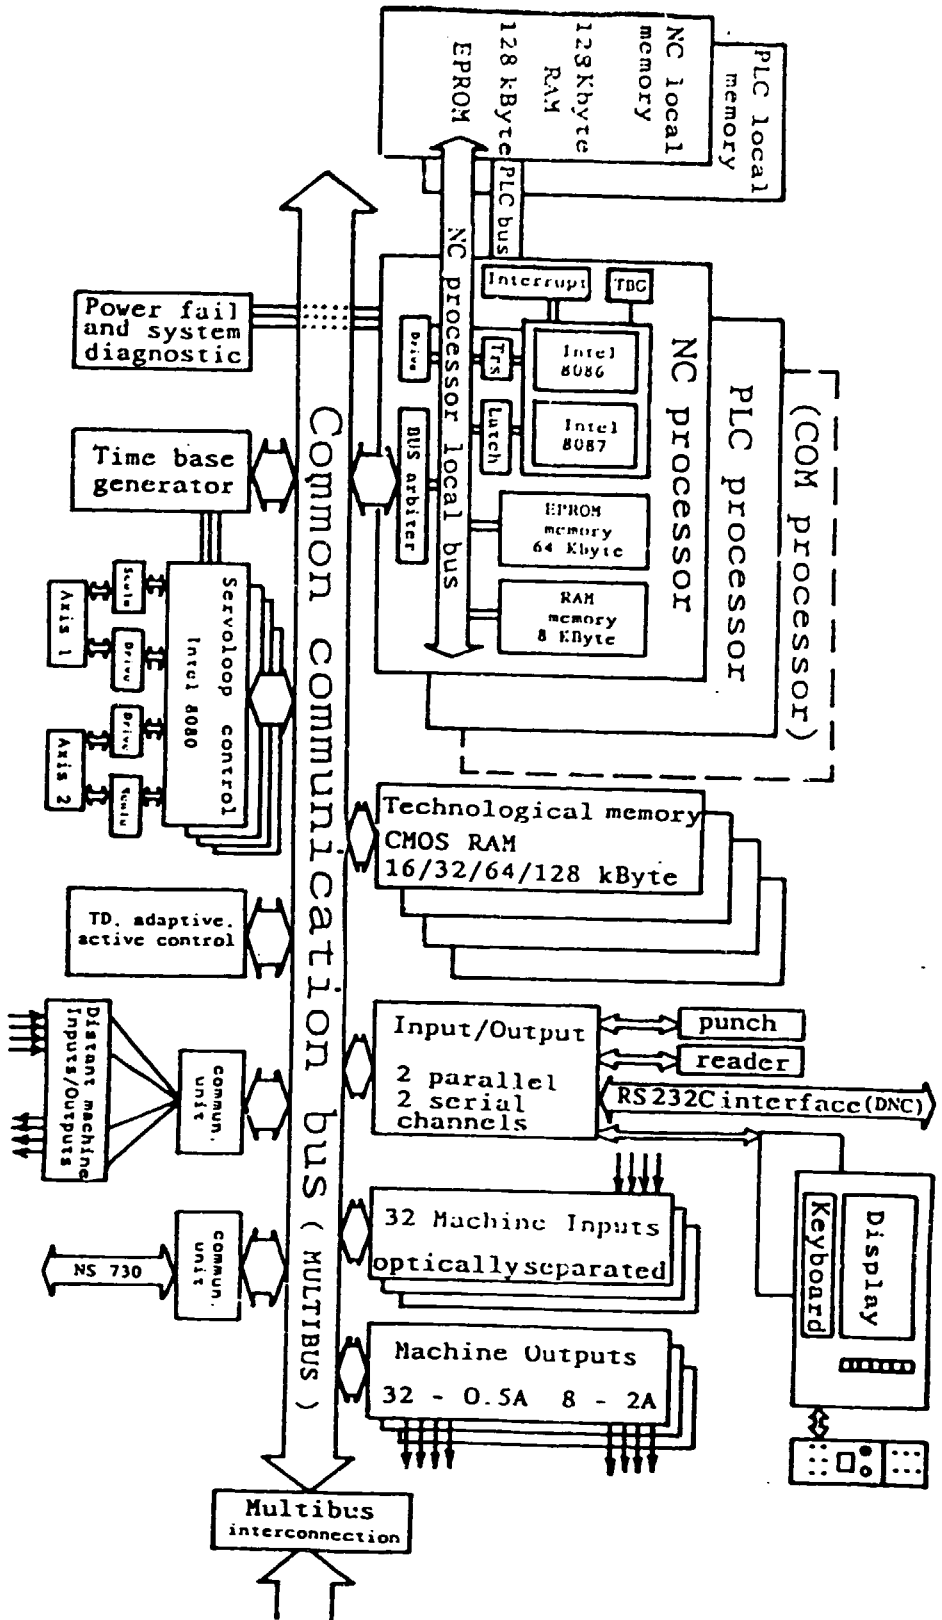 PLC local
memory
NC local
memory
128Kbyte
RAM
128 kByte
EPROM
PLC bus
NC processor local bus
Interrupt
TBG
Drive
Trs
Intel
8086
Latch
Intel
8087
BUS arbiter
EPROM
memory
64 Kbyte
RAM
memory
8 KByte
NC processor
PLC processor
(COM processor)
Power fail
and system
diagnostic
Time base
generator
Servoloop control
Intel 8080
Drive
Drive
Axis 1
Axis 2
Common communication bus (MULTIBUS)
Technological memory
CMOS RAM
16/32/64/128 kByte
TD, adaptive,
active control
Input/Output
2 parallel
2 serial
channels
punch
reader
RS 232C interface (DNC)
Display
Keyboard
commun.
unit
Distant machine
Inputs/Outputs
commun.
unit
NS 730
32 Machine Inputs
optically separated
Machine Outputs
32 - 0.5A 8 - 2A
Multibus
interconnection